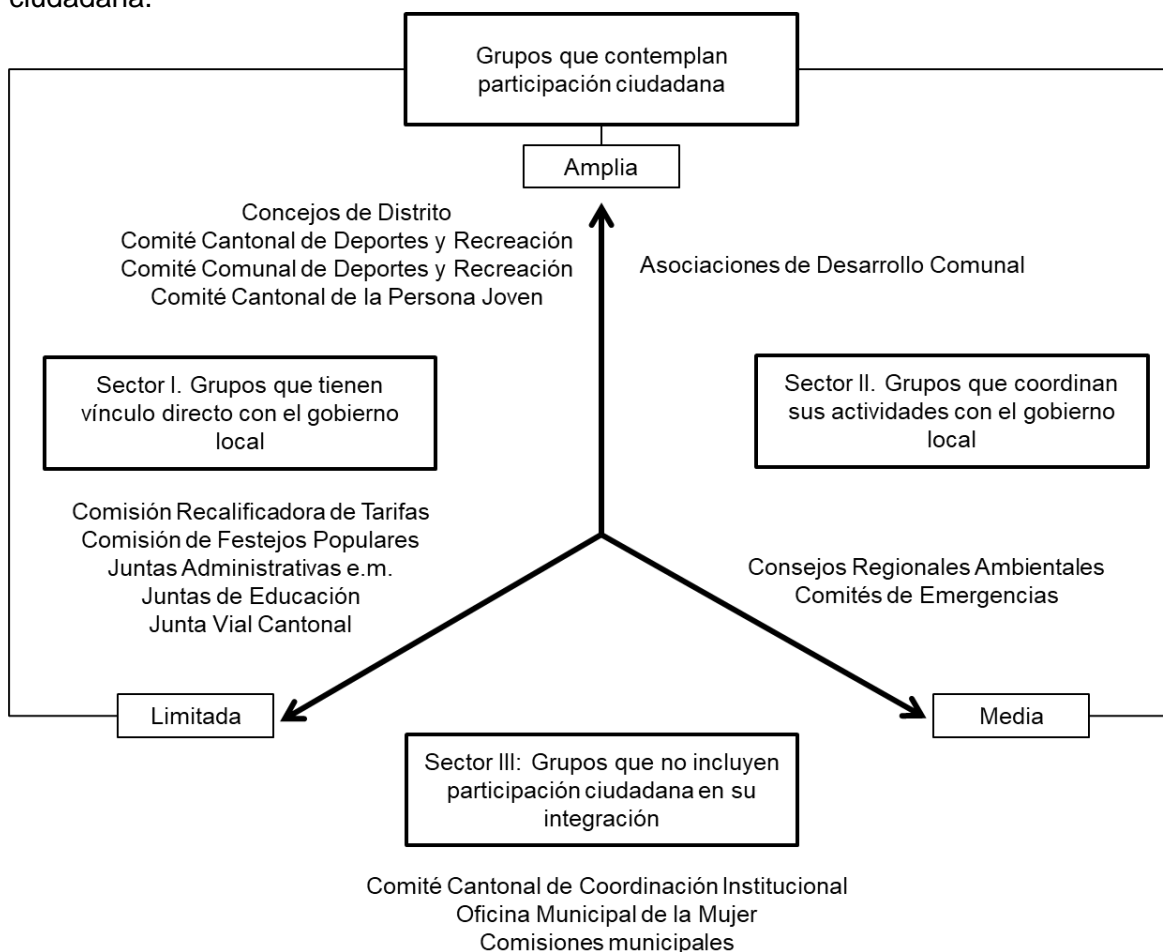 ciudadana.
Grupos que contemplan
participación ciudadana
Amplia
Concejos de Distrito
Comité Cantonal de Deportes y Recreación
Comité Comunal de Deportes y Recreación
Comité Cantonal de la Persona Joven
Asociaciones de Desarrollo Comunal
Sector I. Grupos que tienen
vínculo directo con el gobierno
local
Sector II. Grupos que coordinan
sus actividades con el gobierno
local
Comisión Recalificadora de Tarifas
Comisión de Festejos Populares
Juntas Administrativas e.m.
Juntas de Educación
Junta Vial Cantonal
Consejos Regionales Ambientales
Comités de Emergencias
Limitada
Media
Sector III: Grupos que no incluyen
participación ciudadana en su
integración
Comité Cantonal de Coordinación Institucional
Oficina Municipal de la Mujer
Comisiones municipales